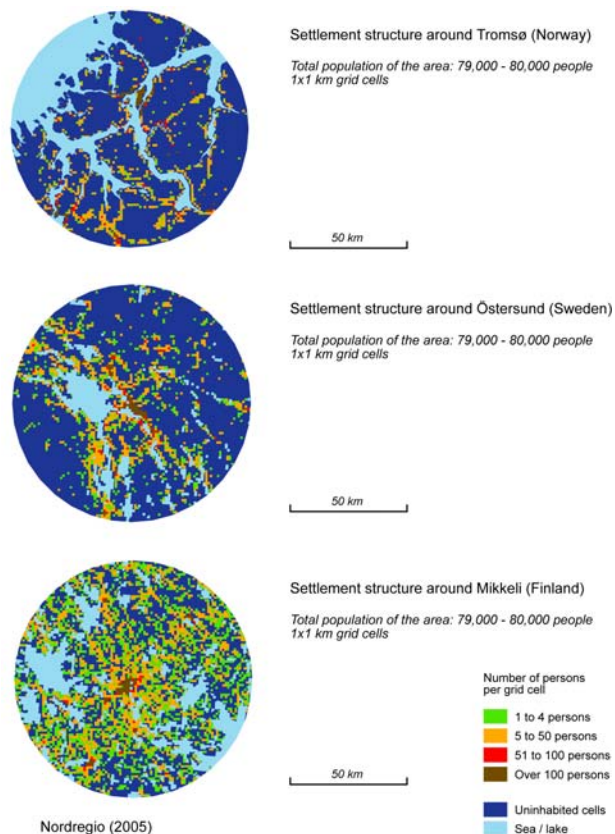 Settlement structure around Tromsø (Norway)
Total population of the area: 79,000 - 80,000 people
1x1 km grid cells
50 km
Settlement structure around Östersund (Sweden)
Total population of the area: 79,000 - 80,000 people
1x1 km grid cells
50 km
Settlement structure around Mikkeli (Finland)
Total population of the area: 79,000 - 80,000 people
1x1 km grid cells
Number of persons
per grid cell
1 to 4 persons
5 to 50 persons
51 to 100 persons
Over 100 persons
50 km
Uninhabited cells
Sea / lake
Nordregio (2005)